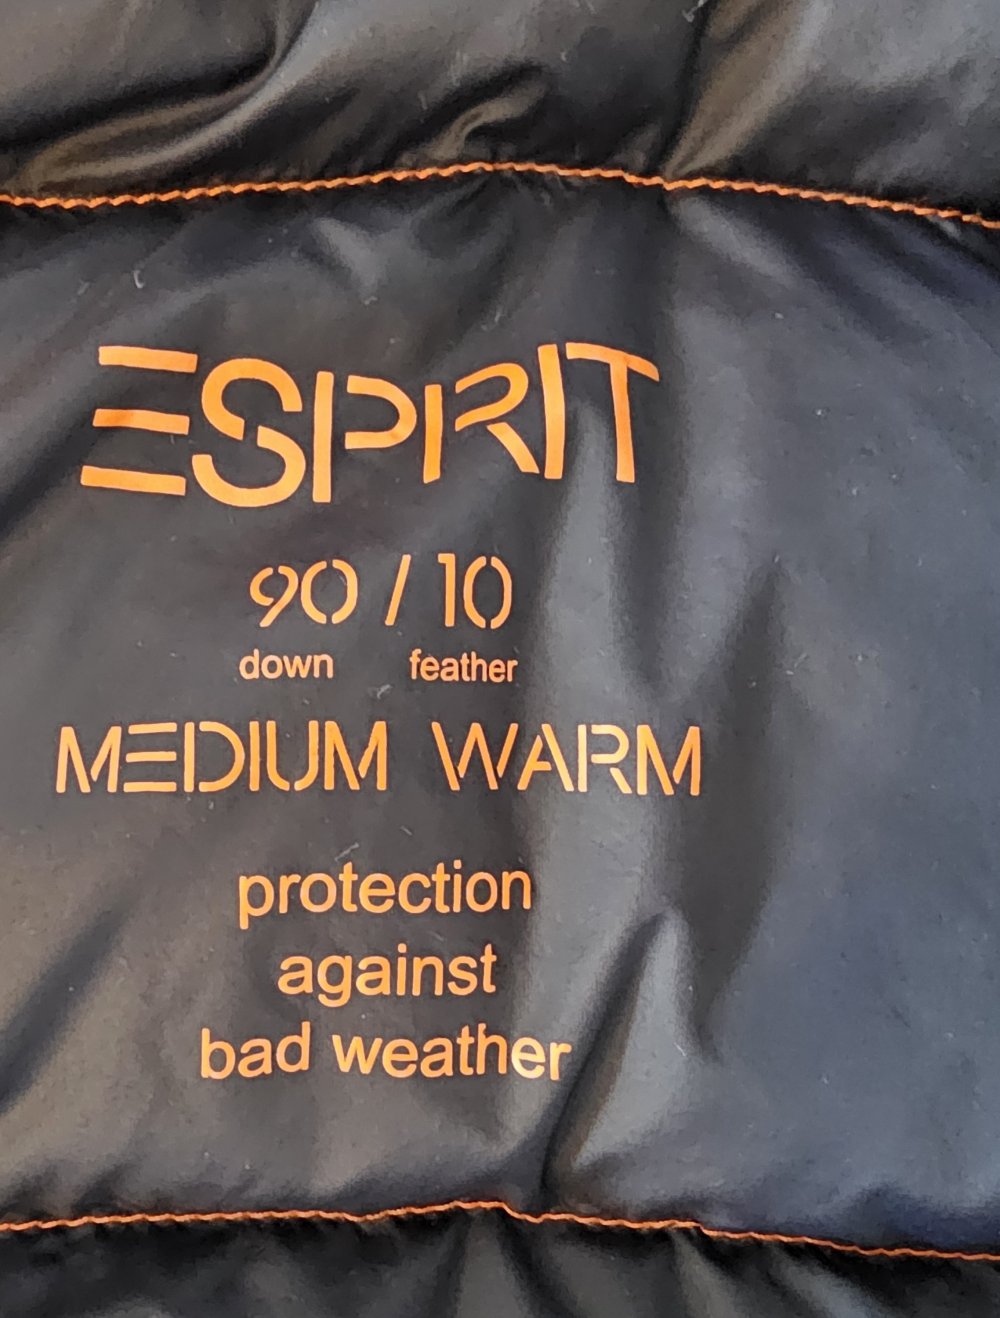 ESPRIT
90 / 10
down feather
MEDIUM WARM
protection
against
bad weather